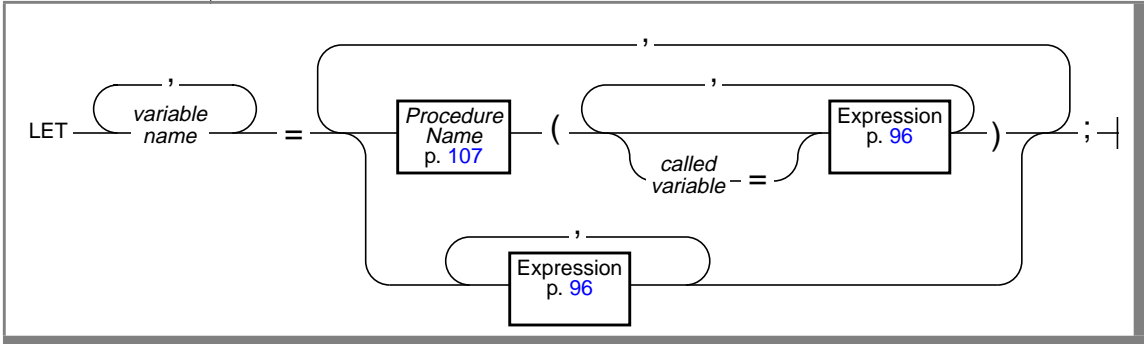 ,
, ,
LET variable name = Procedure Name p. 107 ( called variable = Expression p. 96 ) ; 
,
Expression
p. 96